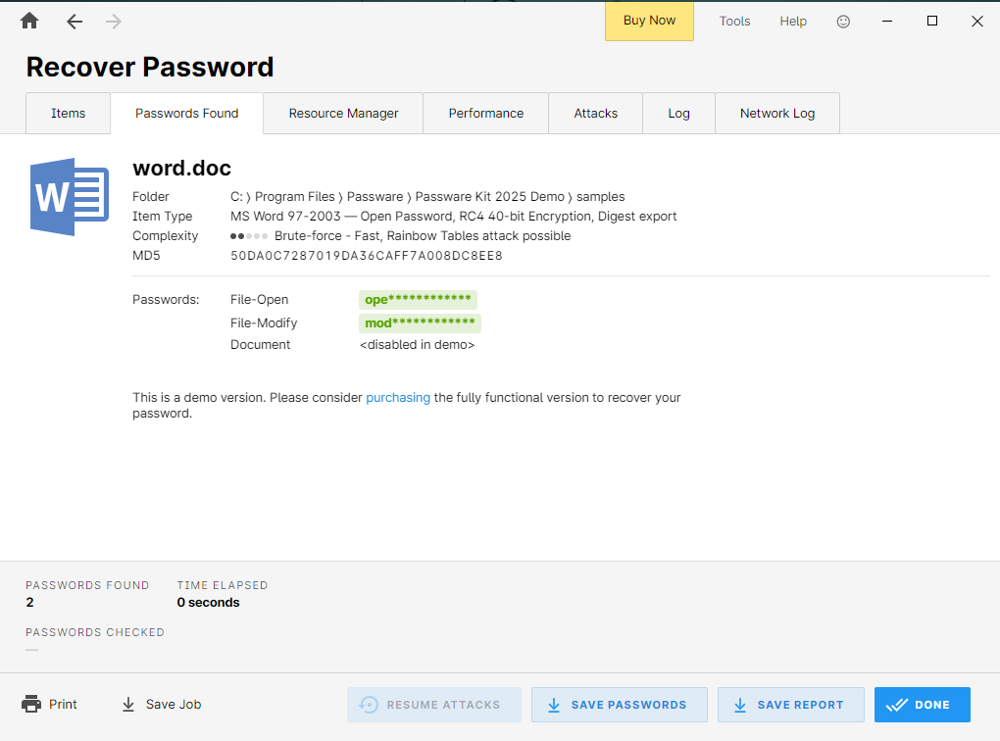 Buy Now Tools Help
Recover Password
Items Passwords Found Resource Manager Performance Attacks Log Network Log
W
word.doc
Folder C: ⟩ Program Files ⟩ Passware ⟩ Passware Kit 2025 Demo ⟩ samples
Item Type MS Word 97-2003 — Open Password, RC4 40-bit Encryption, Digest export
Complexity Brute-force - Fast, Rainbow Tables attack possible
MD5 50DA0C7287019DA36CAFF7A008DC8EE8
Passwords: File-Open ope************
File-Modify mod************
Document <disabled in demo>
This is a demo version. Please consider purchasing the fully functional version to recover your
password.
PASSWORDS FOUND TIME ELAPSED
2 0 seconds
PASSWORDS CHECKED
—
Print Save Job RESUME ATTACKS SAVE PASSWORDS SAVE REPORT DONE